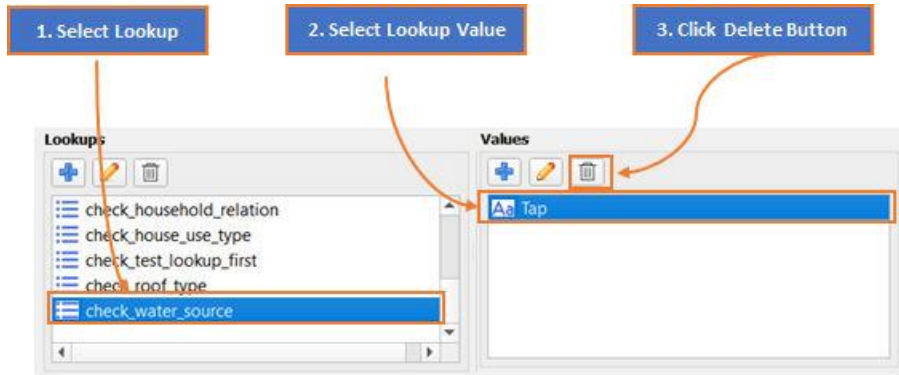 1. Select Lookup
2. Select Lookup Value
3. Click Delete Button
Lookups
Values
check_household_relation
check_house_use_type
check_test_lookup_first
check_roof_type
check_water_source
Aa Tap